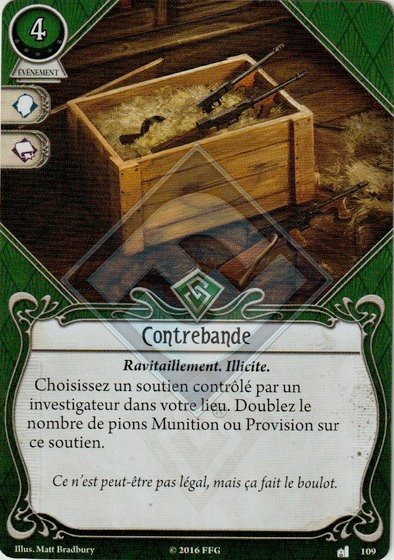 4
ÉVÉNEMENT
Contrebande
Ravitaillement. Illicite.
Choisissez un soutien contrôlé par un
investigateur dans votre lieu. Doublez le
nombre de pions Munition ou Provision sur
ce soutien.
Ce n'est peut-être pas légal, mais ça fait le boulot.
Illus. Matt Bradbury © 2016 FFG 109